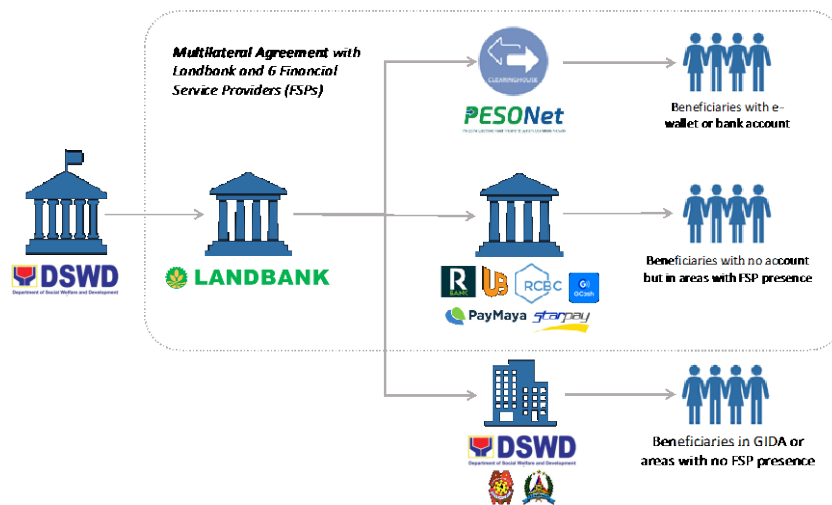 Multilateral Agreement with
Landbank and 6 Financial
Service Providers (FSPs)
CLEARINGHOUSE
PESONet
Beneficiaries with e-
wallet or bank account
DSWD
Department of Social Welfare and Development
LANDBANK
R
BANK
UB
RCBC
G
GCash
PayMaya
starpay
Beneficiaries with no account
but in areas with FSP presence
DSWD
Department of Social Welfare and Development
Beneficiaries in GIDA or
areas with no FSP presence